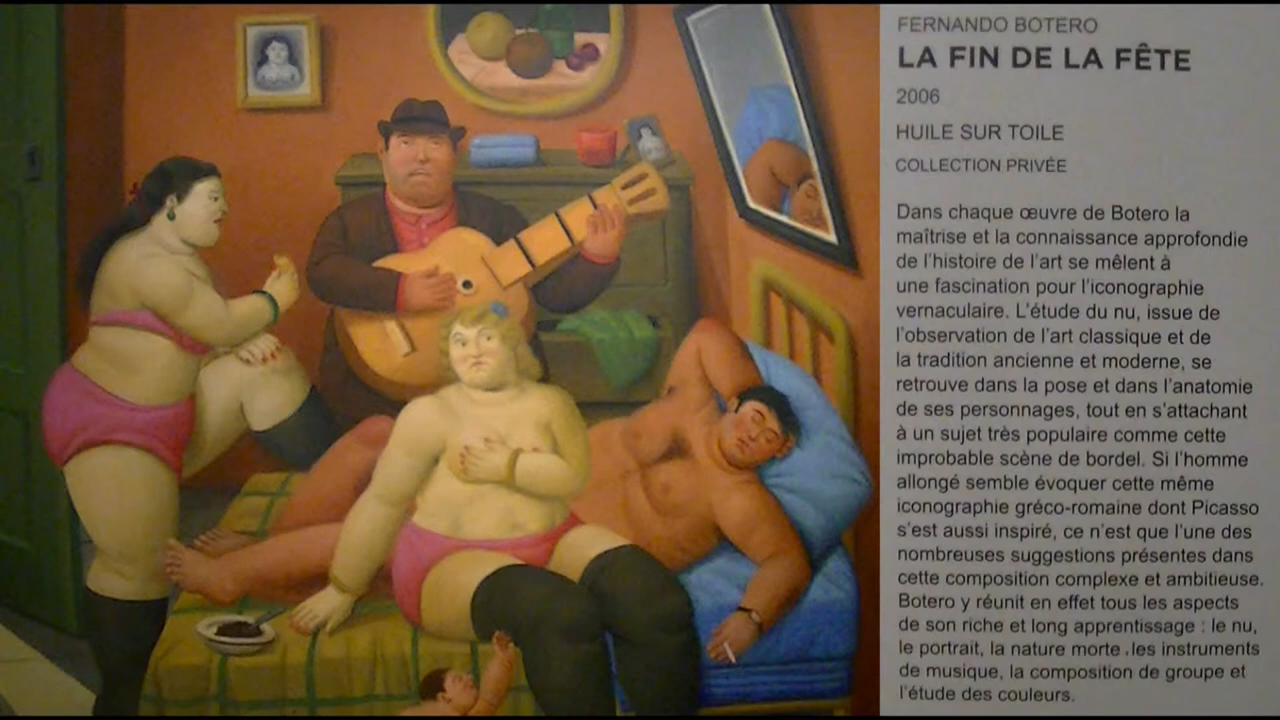 FERNANDO BOTERO
LA FIN DE LA FÊTE
2006
HUILE SUR TOILE
COLLECTION PRIVÉE
Dans chaque œuvre de Botero la
maîtrise et la connaissance approfondie
de l'histoire de l'art se mêlent à
une fascination pour l'iconographie
vernaculaire. L'étude du nu, issue de
l'observation de l'art classique et de
la tradition ancienne et moderne, se
retrouve dans la pose et dans l'anatomie
de ses personnages, tout en s'attachant
à un sujet très populaire comme cette
improbable scène de bordel. Si l'homme
allongé semble évoquer cette même
iconographie gréco-romaine dont Picasso
s'est aussi inspiré, ce n'est que l'une des
nombreuses suggestions présentes dans
cette composition complexe et ambitieuse.
Botero y réunit en effet tous les aspects
de son riche et long apprentissage : le nu,
le portrait, la nature morte , les instruments
de musique, la composition de groupe et
l'étude des couleurs.